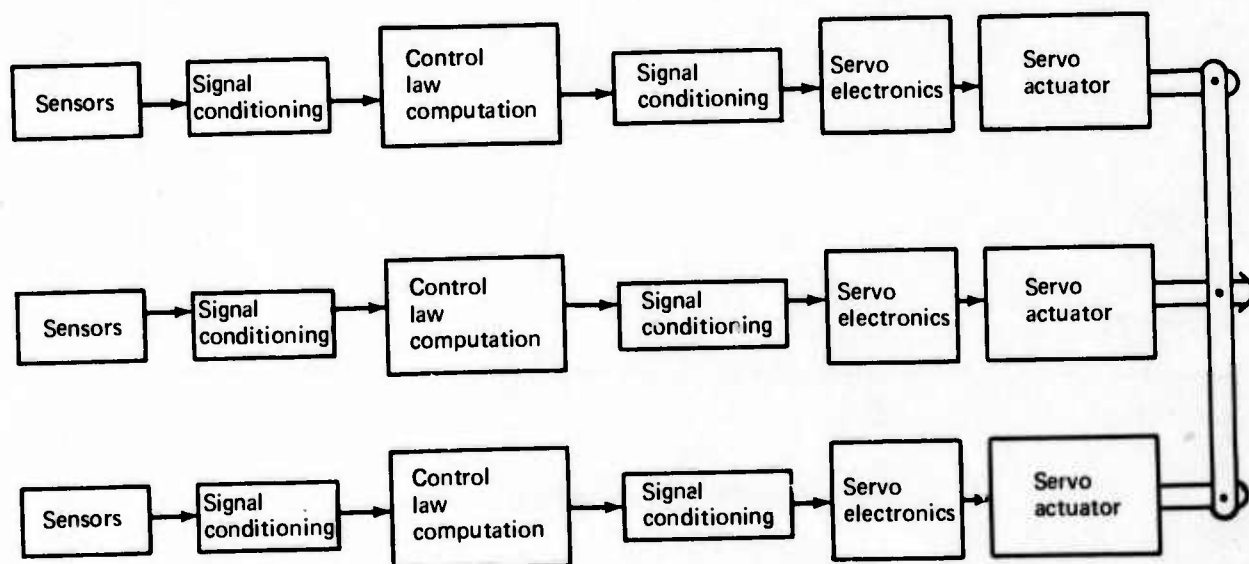 Sensors
Signal
conditioning
Control
law
computation
Signal
conditioning
Servo
electronics
Servo
actuator
Sensors
Signal
conditioning
Control
law
computation
Signal
conditioning
Servo
electronics
Servo
actuator
Sensors
Signal
conditioning
Control
law
computation
Signal
conditioning
Servo
electronics
Servo
actuator